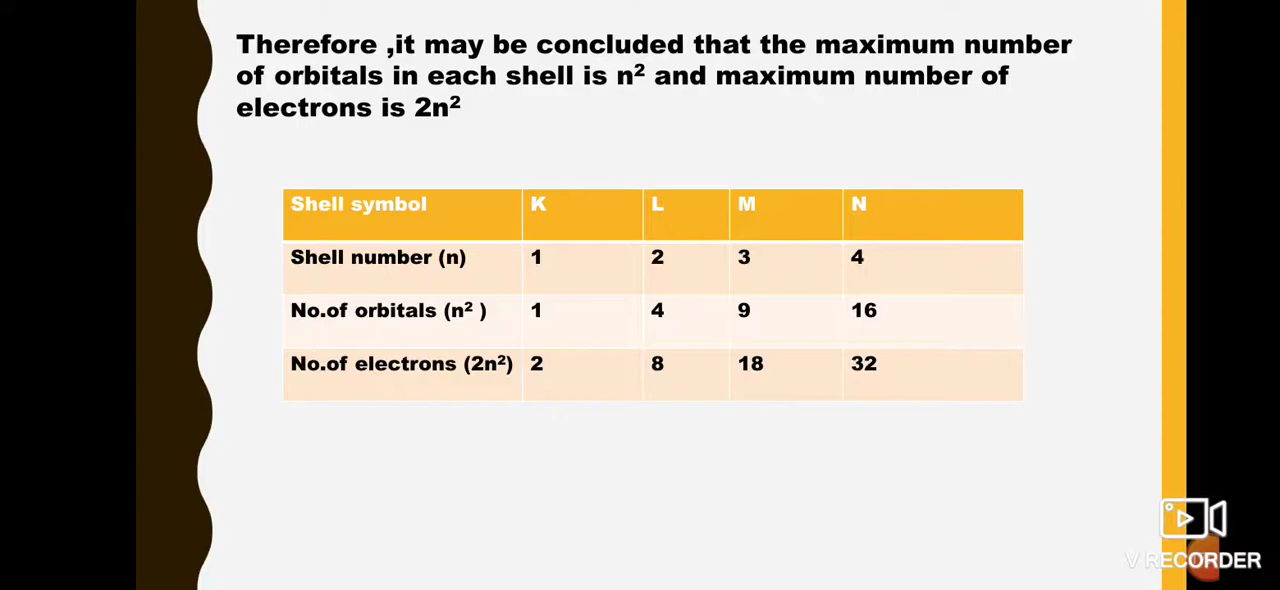 Therefore ,it may be concluded that the maximum number
of orbitals in each shell is n² and maximum number of
electrons is 2n²
Shell symbol K L M N
Shell number (n) 1 2 3 4
No.of orbitals (n² ) 1 4 9 16
No.of electrons (2n²) 2 8 18 32
V RECORDER